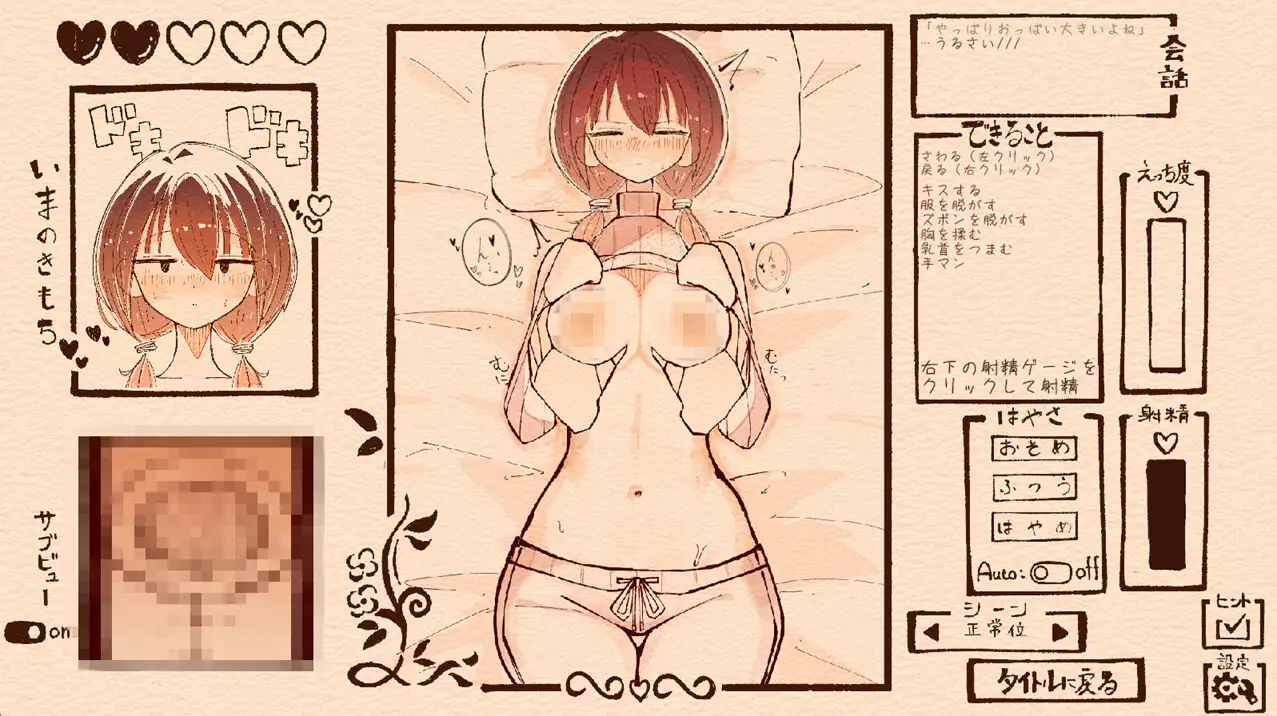 ドキ
ドキ
いまのきもち
サブビュー
on
むに
むたっ
「やっぱりおっぱい大きいよね」
…うるさい///
会話
できること
さわる(左クリック)
戻る(右クリック)
キスする
服を脱がす
ズボンを脱がす
胸を揉む
乳首をつまむ
手マン
右下の射精ゲージを
クリックして射精
えっち度
はやさ
おそめ
ふつう
はやめ
Auto: off
射精
シーン
正常位
タイトルに戻る
ヒント
設定